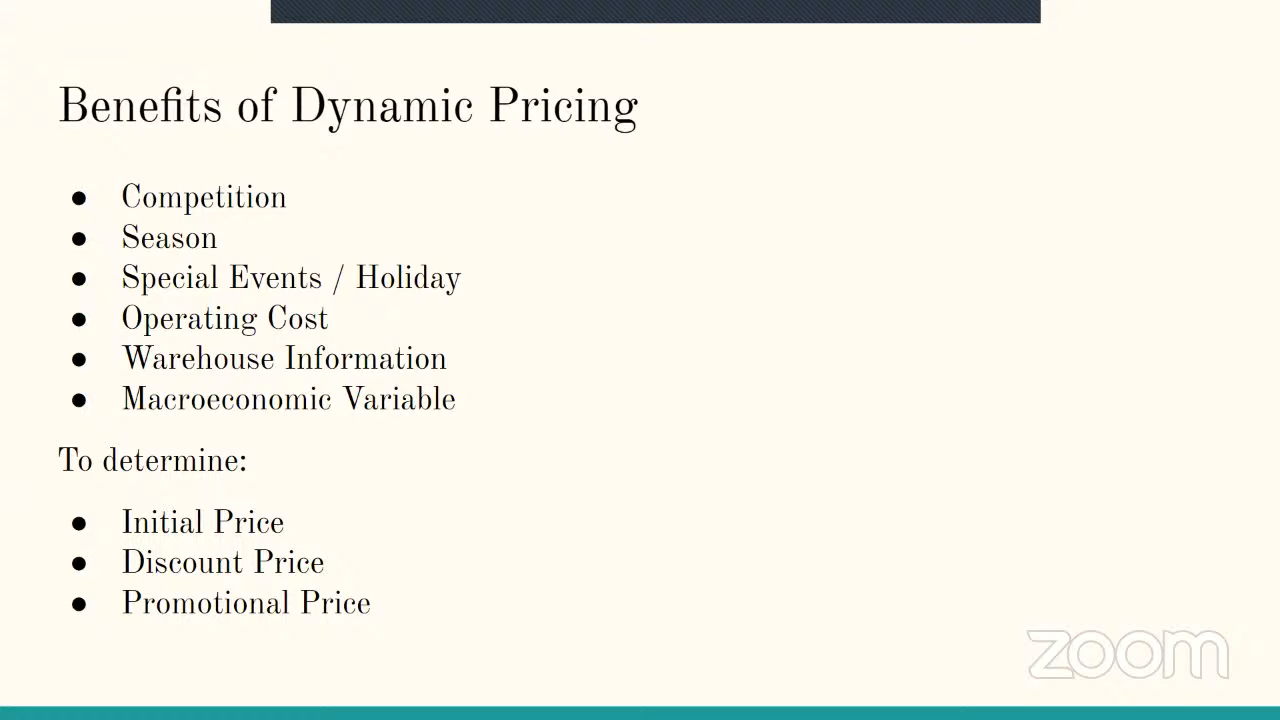 Benefits of Dynamic Pricing
● Competition
● Season
● Special Events / Holiday
● Operating Cost
● Warehouse Information
● Macroeconomic Variable
To determine:
● Initial Price
● Discount Price
● Promotional Price
zoom